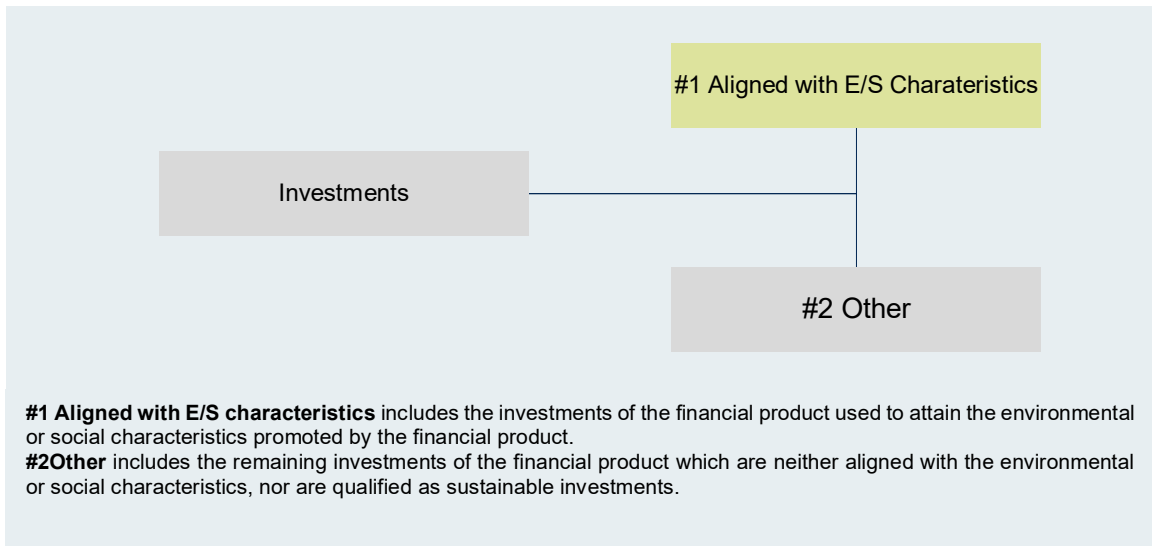 #1 Aligned with E/S Charateristics
Investments
#2 Other
#1 Aligned with E/S characteristics includes the investments of the financial product used to attain the environmental
or social characteristics promoted by the financial product.
#2Other includes the remaining investments of the financial product which are neither aligned with the environmental
or social characteristics, nor are qualified as sustainable investments.